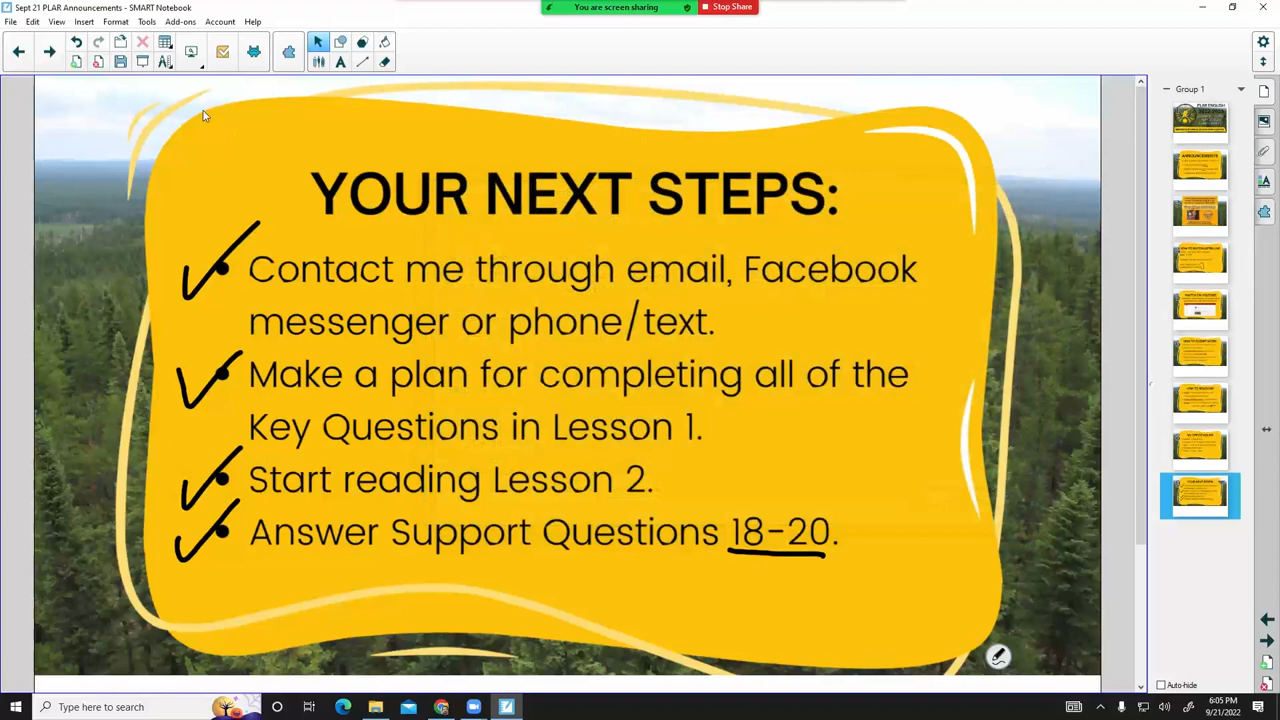 Sept 21 PLAR Announcements - SMART Notebook
You are screen sharing
Stop Share
File Edit View Insert Format Tools Add-ons Account Help
Group 1
YOUR NEXT STEPS:
• Contact me through email, Facebook
messenger or phone/text.
• Make a plan for completing all of the
Key Questions in Lesson 1.
• Start reading Lesson 2.
• Answer Support Questions 18-20.
Auto-hide
Type here to search
6:05 PM
9/21/2022